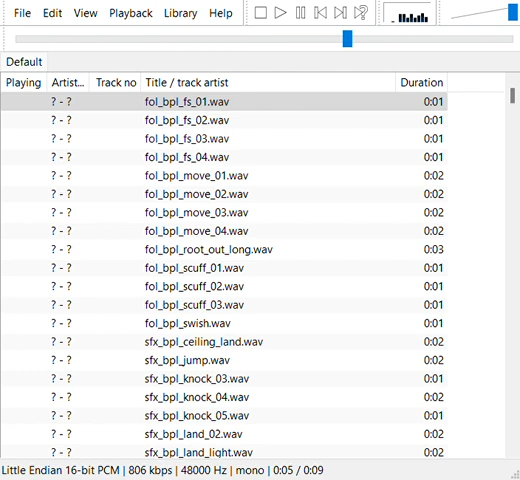 File Edit View Playback Library Help
Default
Playing Artist... Track no Title / track artist Duration
? - ? fol_bpl_fs_01.wav 0:01
? - ? fol_bpl_fs_02.wav 0:01
? - ? fol_bpl_fs_03.wav 0:01
? - ? fol_bpl_fs_04.wav 0:01
? - ? fol_bpl_move_01.wav 0:02
? - ? fol_bpl_move_02.wav 0:02
? - ? fol_bpl_move_03.wav 0:02
? - ? fol_bpl_move_04.wav 0:02
? - ? fol_bpl_root_out_long.wav 0:03
? - ? fol_bpl_scuff_01.wav 0:01
? - ? fol_bpl_scuff_02.wav 0:01
? - ? fol_bpl_scuff_03.wav 0:01
? - ? fol_bpl_swish.wav 0:01
? - ? sfx_bpl_ceiling_land.wav 0:02
? - ? sfx_bpl_jump.wav 0:02
? - ? sfx_bpl_knock_03.wav 0:01
? - ? sfx_bpl_knock_04.wav 0:02
? - ? sfx_bpl_knock_05.wav 0:01
? - ? sfx_bpl_land_02.wav 0:02
? - ? sfx_bpl_land_light.wav 0:02
Little Endian 16-bit PCM | 806 kbps | 48000 Hz | mono | 0:05 / 0:09